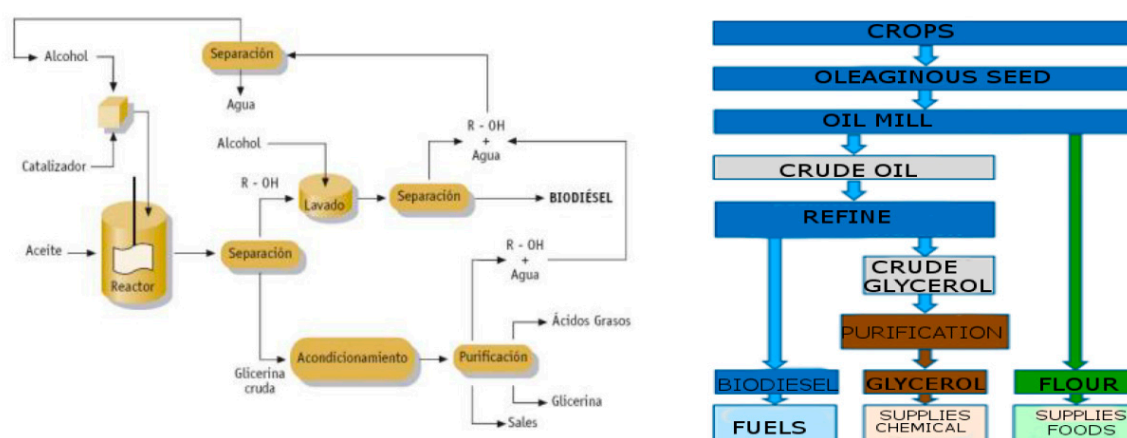 Alcohol
Separación
Agua
Catalizador
Alcohol
R - OH
+
Agua
R - OH
Lavado
Separación
BIODIÉSEL
Aceite
Reactor
Separación
R - OH
+
Agua
Ácidos Grasos
Acondicionamiento
Purificación
Glicerina
cruda
Glicerina
Sales
CROPS
OLEAGINOUS SEED
OIL MILL
CRUDE OIL
REFINE
CRUDE
GLYCEROL
PURIFICATION
BIODIESEL
GLYCEROL
FLOUR
FUELS
SUPPLIES
CHEMICAL
SUPPLIES
FOODS